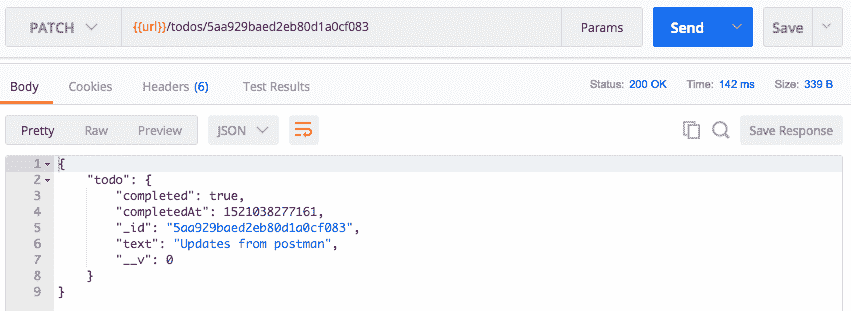 PATCH {{url}}/todos/5aa929baed2eb80d1a0cf083 Params Send Save
Body Cookies Headers (6) Test Results Status: 200 OK Time: 142 ms Size: 339 B
Pretty Raw Preview JSON Save Response
1 {
2 "todo": {
3 "completed": true,
4 "completedAt": 1521038277161,
5 "_id": "5aa929baed2eb80d1a0cf083",
6 "text": "Updates from postman",
7 "__v": 0
8 }
9 }